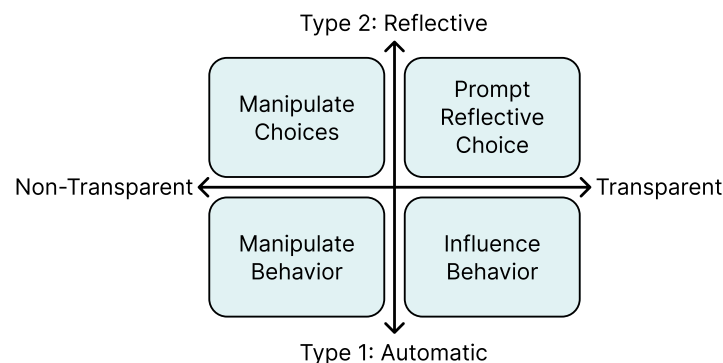 Type 2: Reflective
Manipulate
Choices
Prompt
Reflective
Choice
Non-Transparent
Transparent
Manipulate
Behavior
Influence
Behavior
Type 1: Automatic